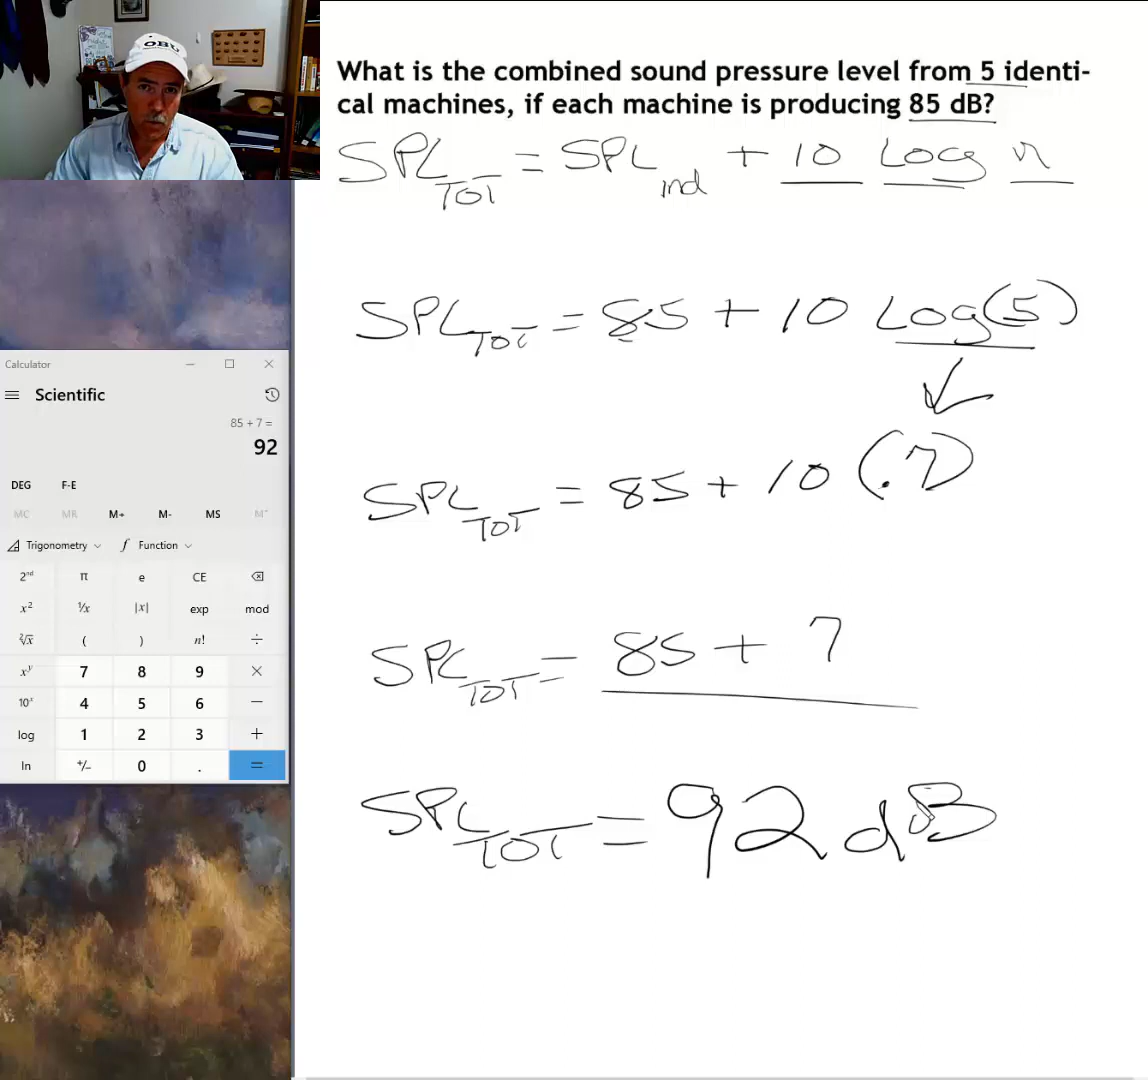 OBU
What is the combined sound pressure level from 5 identi-
cal machines, if each machine is producing 85 dB?
SPL TOT = SPL ind + 10 Log n
SPL TOT = 85 + 10 Log(5)
SPL TOT = 85 + 10 (.7)
SPL TOT = 85 + 7
SPL TOT = 92 dB
Calculator
Scientific
85 + 7 =
92
DEG F-E
MC MR M+ M- MS M˅
Trigonometry f Function
2ⁿᵈ π e CE
x² ¹/x |x| exp mod
²√x ( ) n! ÷
xʸ 7 8 9 ×
10ˣ 4 5 6 −
log 1 2 3 +
ln +/- 0 . =